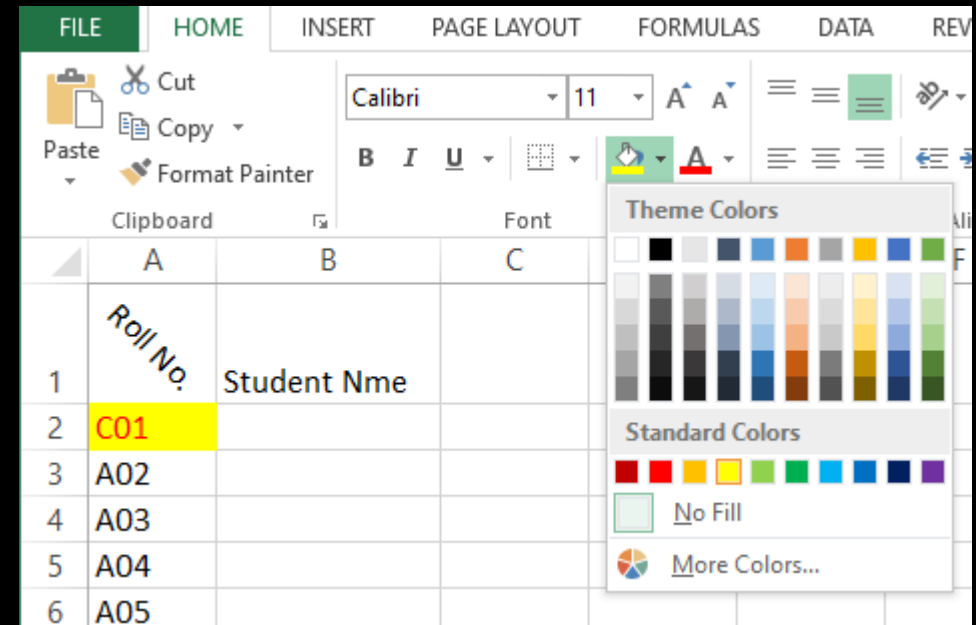 FILE HOME INSERT PAGE LAYOUT FORMULAS DATA REV
Cut
Copy
Format Painter
Paste
Calibri 11 A A
B I U A
Clipboard Font
Theme Colors
Standard Colors
No Fill
More Colors...
A B C F
Roll No.
1 Student Nme
2 C01
3 A02
4 A03
5 A04
6 A05